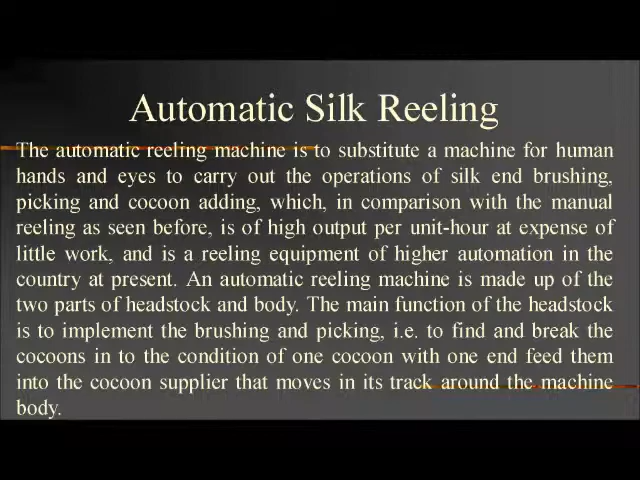 Automatic Silk Reeling
The automatic reeling machine is to substitute a machine for human
hands and eyes to carry out the operations of silk end brushing,
picking and cocoon adding, which, in comparison with the manual
reeling as seen before, is of high output per unit-hour at expense of
little work, and is a reeling equipment of higher automation in the
country at present. An automatic reeling machine is made up of the
two parts of headstock and body. The main function of the headstock
is to implement the brushing and picking, i.e. to find and break the
cocoons in to the condition of one cocoon with one end feed them
into the cocoon supplier that moves in its track around the machine
body.